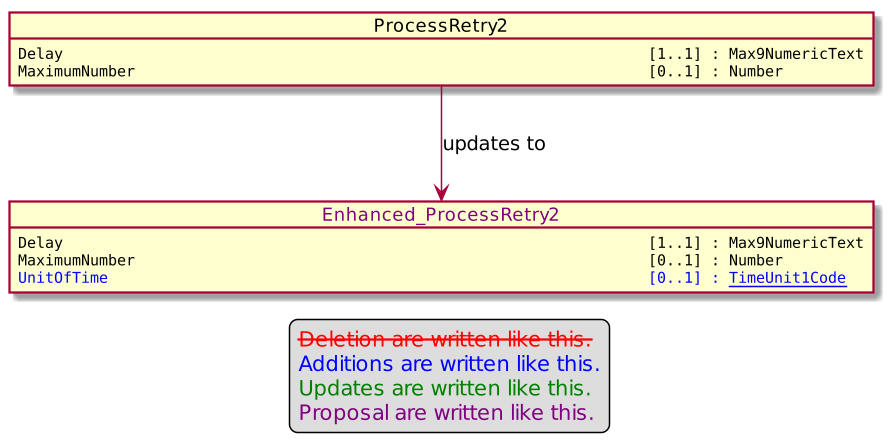 ProcessRetry2
Delay [1..1] : Max9NumericText
MaximumNumber [0..1] : Number
updates to
Enhanced_ProcessRetry2
Delay [1..1] : Max9NumericText
MaximumNumber [0..1] : Number
UnitOfTime [0..1] : TimeUnit1Code
Deletion are written like this.
Additions are written like this.
Updates are written like this.
Proposal are written like this.